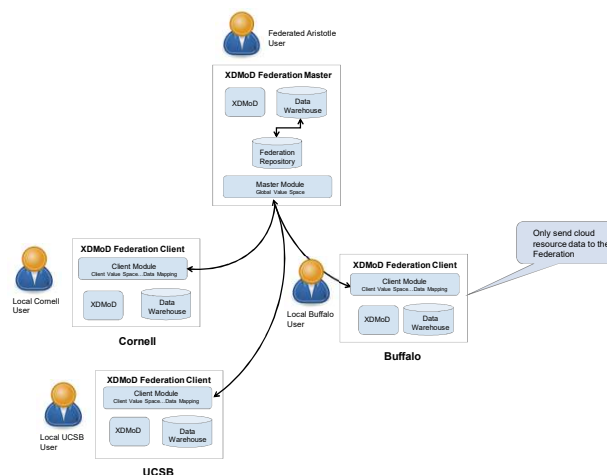 Federated Aristotle
User
XDMoD Federation Master
XDMoD
Data
Warehouse
Federation
Repository
Master Module
Global Value Space
Only send cloud
resource data to the
Federation
XDMoD Federation Client
Client Module
Client Value Space...Data Mapping
XDMoD
Data
Warehouse
Local Cornell
User
Cornell
XDMoD Federation Client
Client Module
Client Value Space...Data Mapping
XDMoD
Data
Warehouse
Local Buffalo
User
Buffalo
XDMoD Federation Client
Client Module
Client Value Space...Data Mapping
XDMoD
Data
Warehouse
Local UCSB
User
UCSB